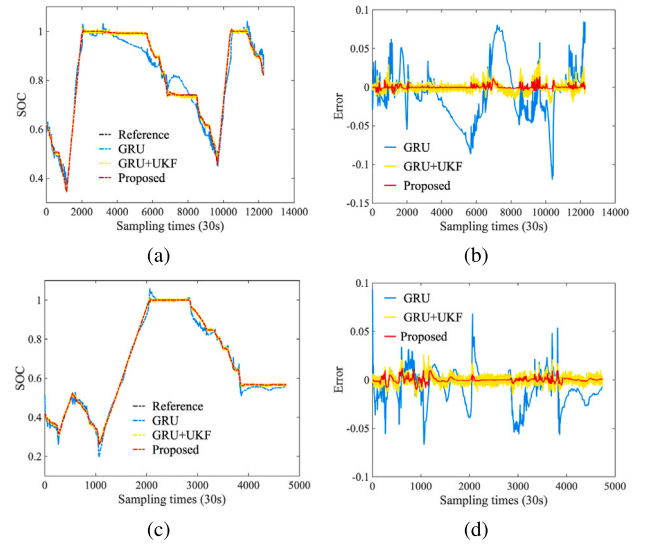 1
0.8
0.6
0.4
SOC
Reference
GRU
GRU+UKF
Proposed
0 2000 4000 6000 8000 10000 12000 14000
Sampling times (30s)
(a)
0.1
0.05
0
-0.05
-0.1
-0.15
Error
GRU
GRU+UKF
Proposed
0 2000 4000 6000 8000 10000 12000 14000
Sampling times (30s)
(b)
1
0.8
0.6
0.4
0.2
SOC
Reference
GRU
GRU+UKF
Proposed
0 1000 2000 3000 4000 5000
Sampling times (30s)
(c)
0.1
0.05
0
-0.05
-0.1
Error
GRU
GRU+UKF
Proposed
0 1000 2000 3000 4000 5000
Sampling times (30s)
(d)